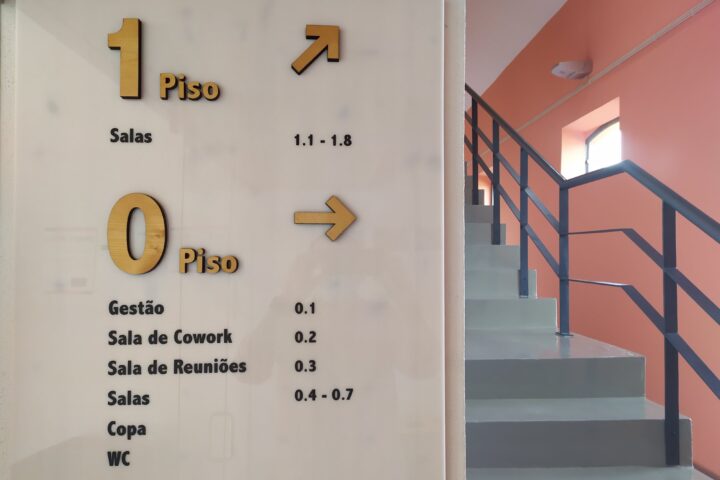 1 Piso
Salas 1.1 - 1.8
0 Piso
Gestão 0.1
Sala de Cowork 0.2
Sala de Reuniões 0.3
Salas 0.4 - 0.7
Copa
WC